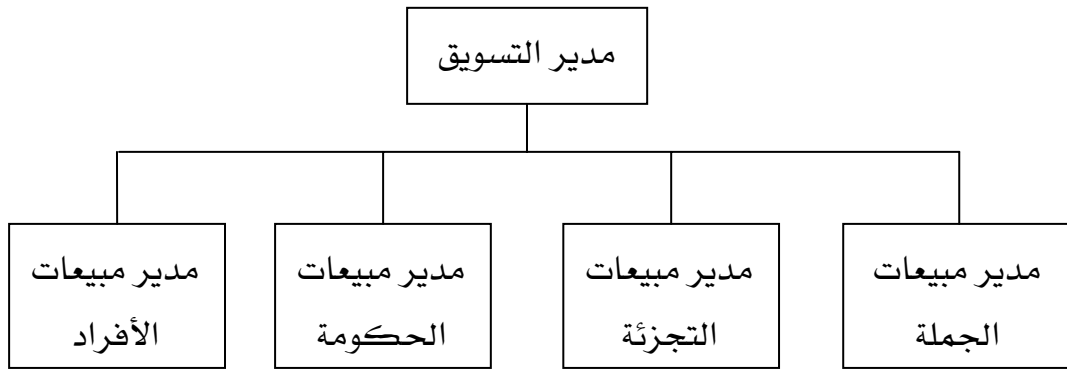 مدير التسويق
مدير مبيعات
الجملة
مدير مبيعات
التجزئة
مدير مبيعات
الحكومة
مدير مبيعات
الأفراد